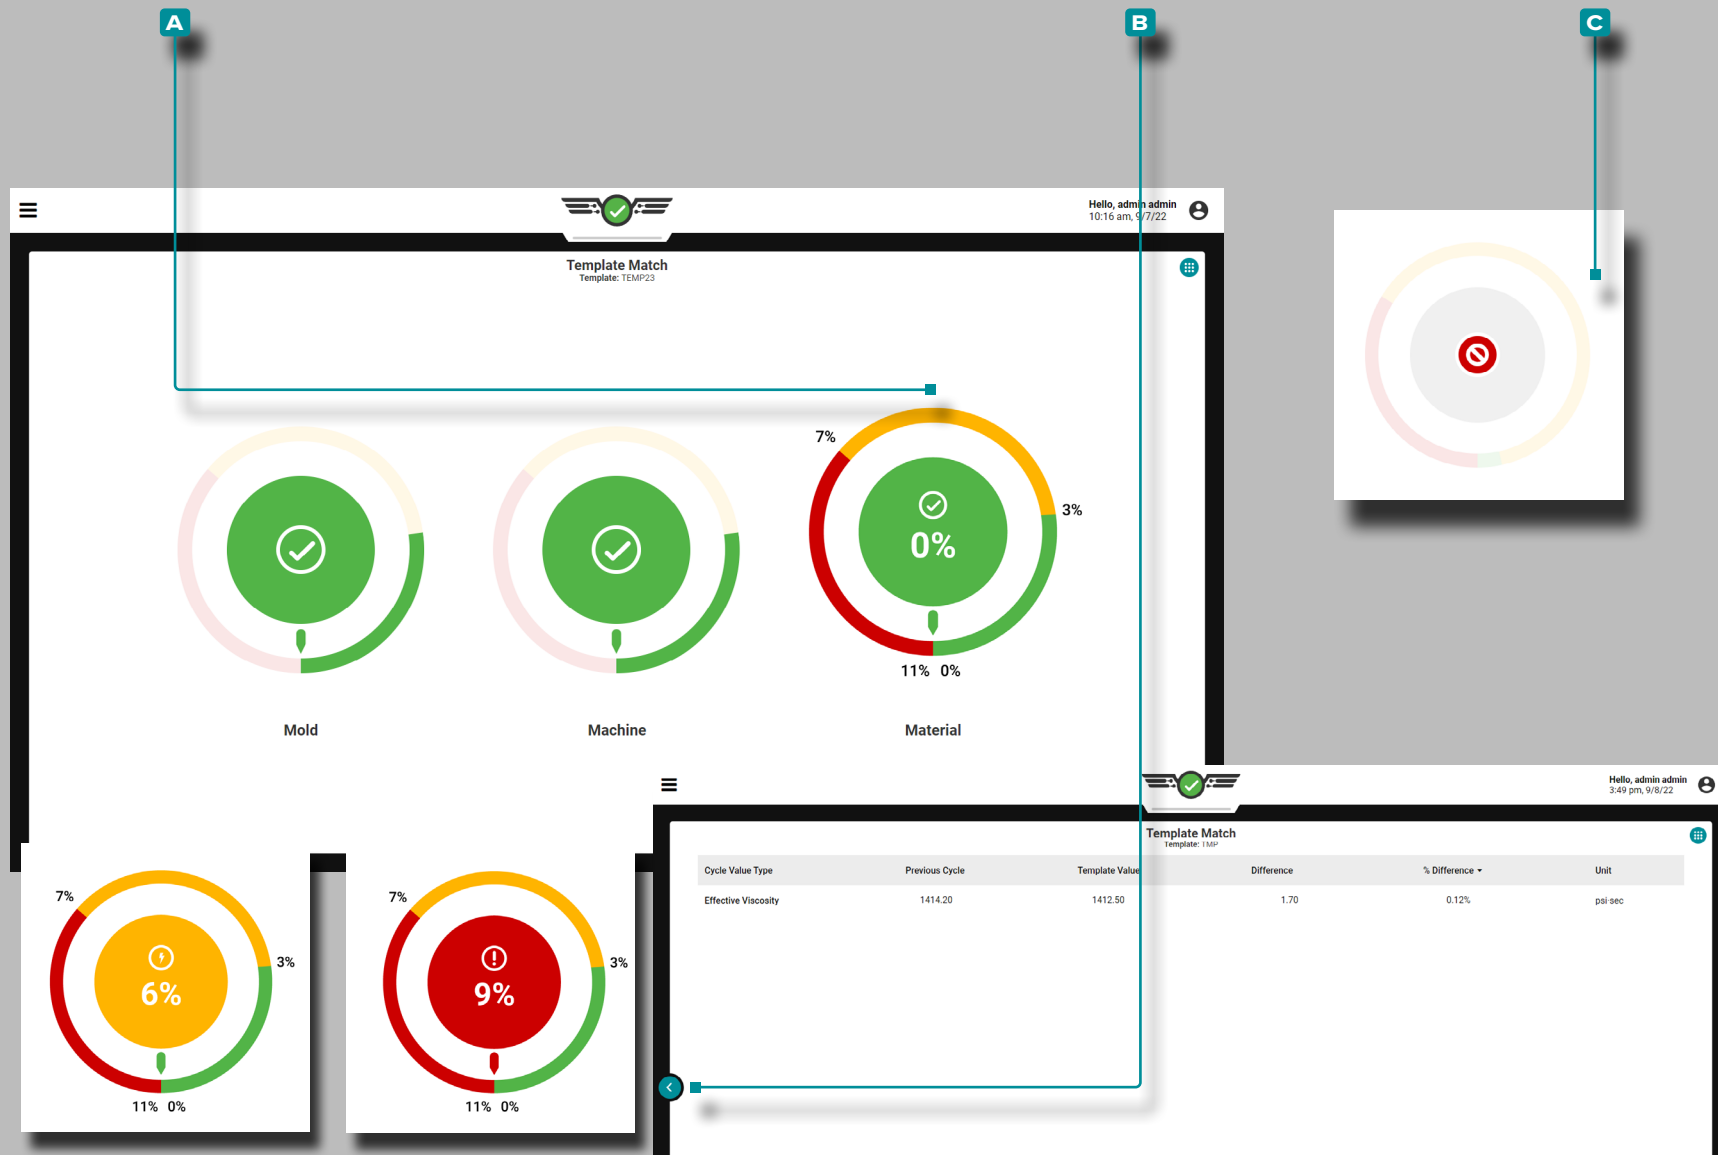 A
B
C
Hello, admin admin
10:16 am, 9/7/22
Template Match
Template: TEMP23
7%
3%
0%
11% 0%
Mold
Machine
Material
Hello, admin admin
3:49 pm, 9/8/22
Template Match
Template: TMP
Cycle Value Type Previous Cycle Template Value Difference % Difference Unit
Effective Viscosity 1414.20 1412.50 1.70 0.12% psi·sec
7%
3%
6%
11% 0%
7%
3%
9%
11% 0%